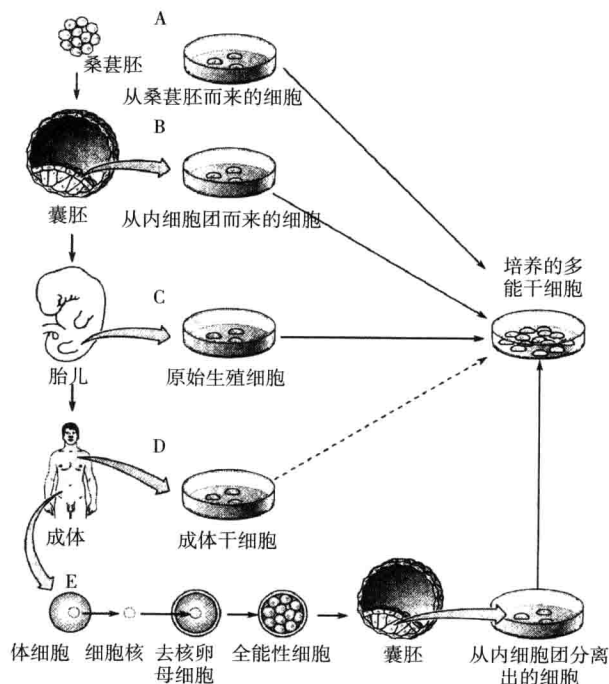 A
桑葚胚
从桑葚胚而来的细胞
B
囊胚
从内细胞团而来的细胞
培养的多
能干细胞
C
胎儿
原始生殖细胞
D
成体
成体干细胞
E
体细胞
细胞核
去核卵
母细胞
全能性细胞
囊胚
从内细胞团分离
出的细胞